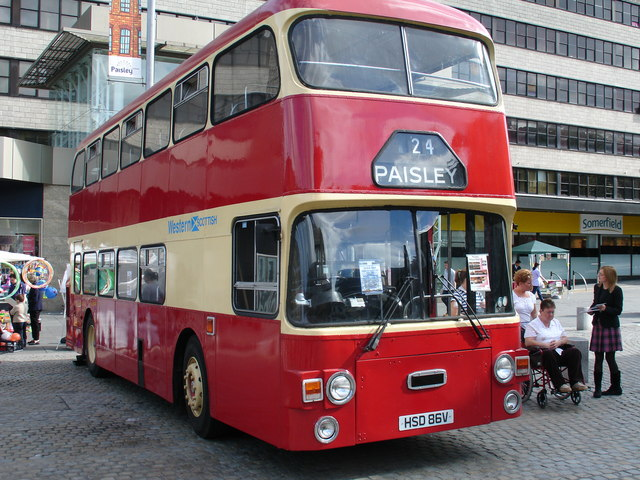 Paisley
24
PAISLEY
Western SCOTTISH
Somerfield
HSD 86V